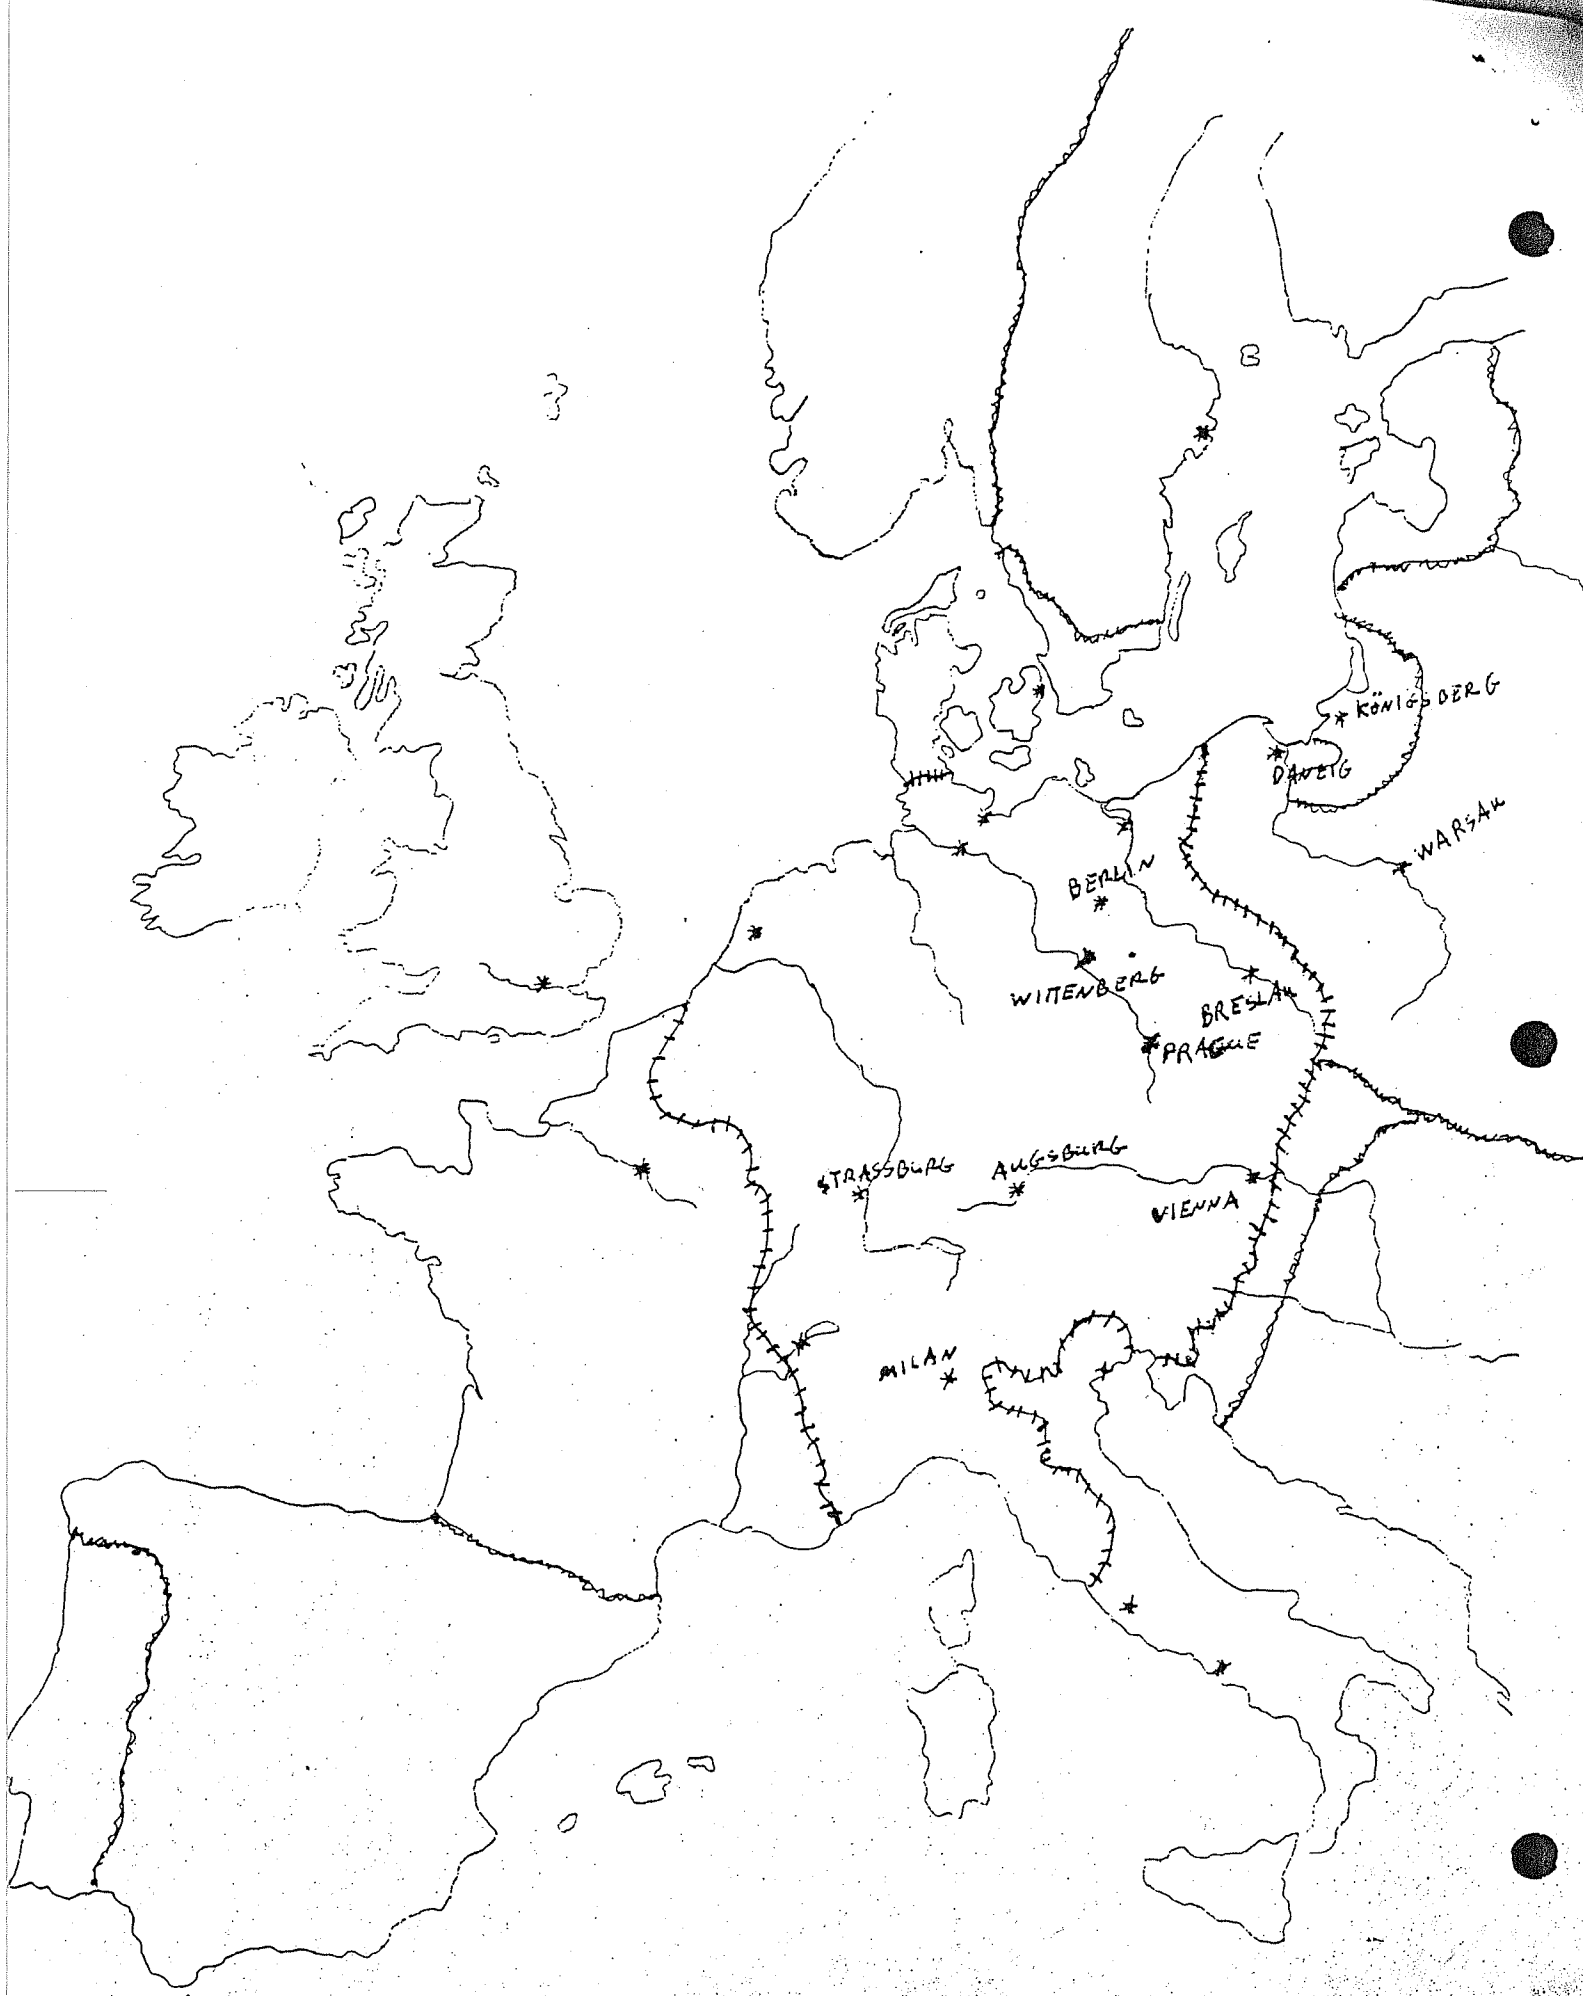 KÖNIGSBERG
DANZIG
WARSAW
BERLIN
WITTENBERG
BRESLAU
PRAGUE
STRASSBURG
AUGSBURG
VIENNA
MILAN